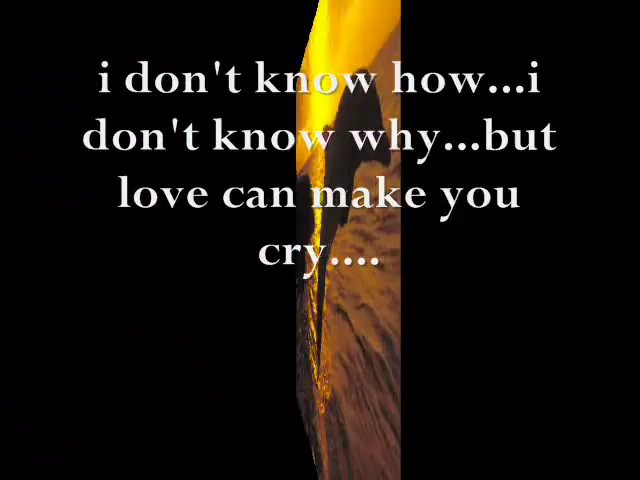 i don't know how...i
don't know why...but
love can make you
cry....